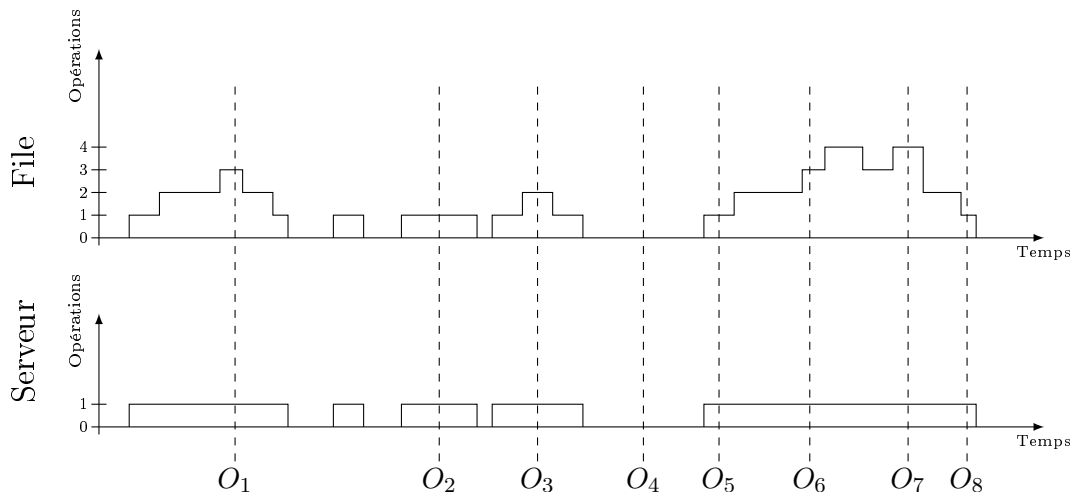 Opérations
File
4
3
2
1
0
Temps
Opérations
Serveur
1
0
Temps
O1 O2 O3 O4 O5 O6 O7 O8